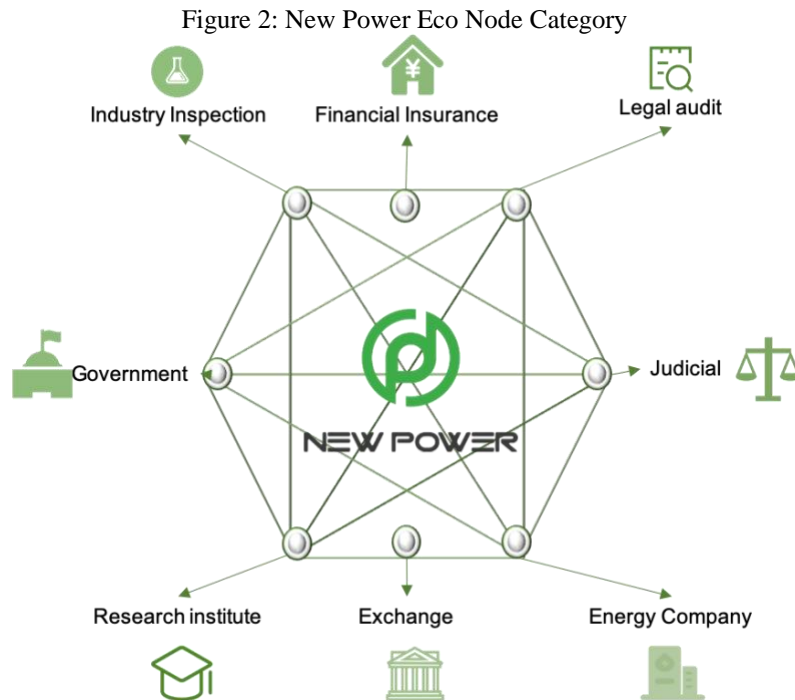 Figure 2: New Power Eco Node Category
¥
Industry Inspection
Financial Insurance
Legal audit
Government
Judicial
NEW POWER
Research institute
Exchange
Energy Company